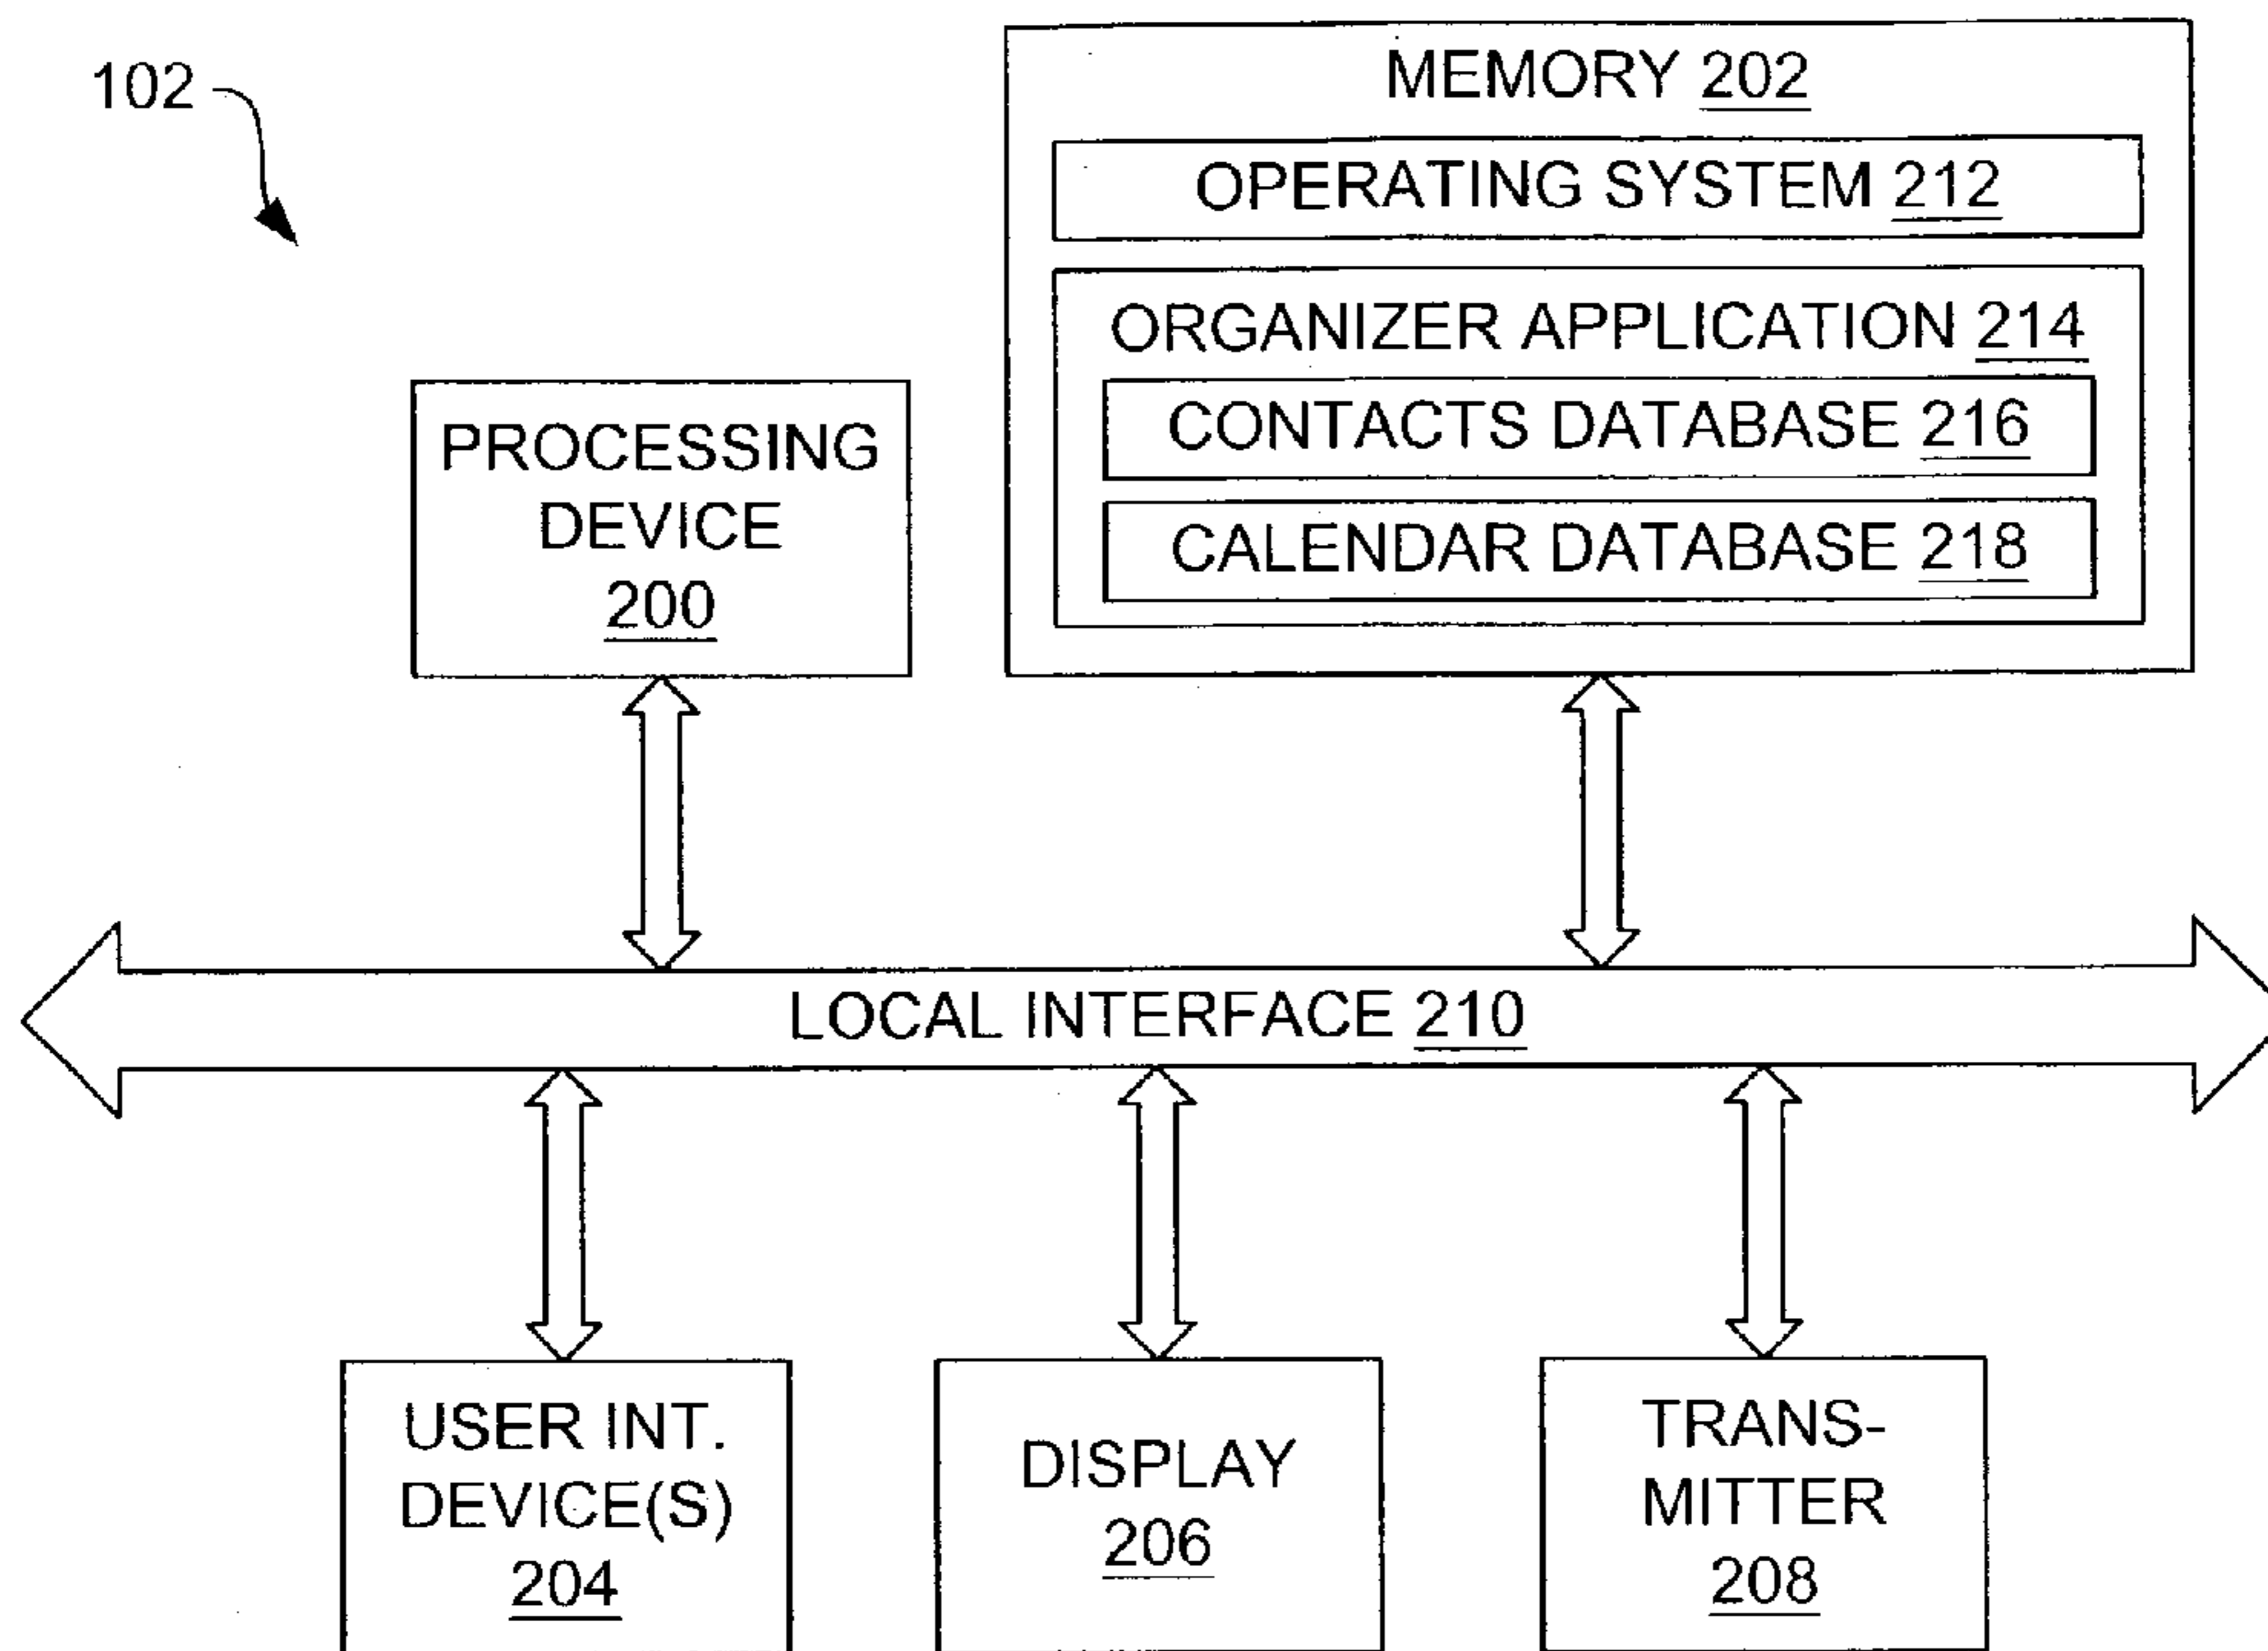 102
MEMORY 202
OPERATING SYSTEM 212
ORGANIZER APPLICATION 214
CONTACTS DATABASE 216
CALENDAR DATABASE 218
PROCESSING
DEVICE
200
LOCAL INTERFACE 210
USER INT.
DEVICE(S)
204
DISPLAY
206
TRANS-
MITTER
208